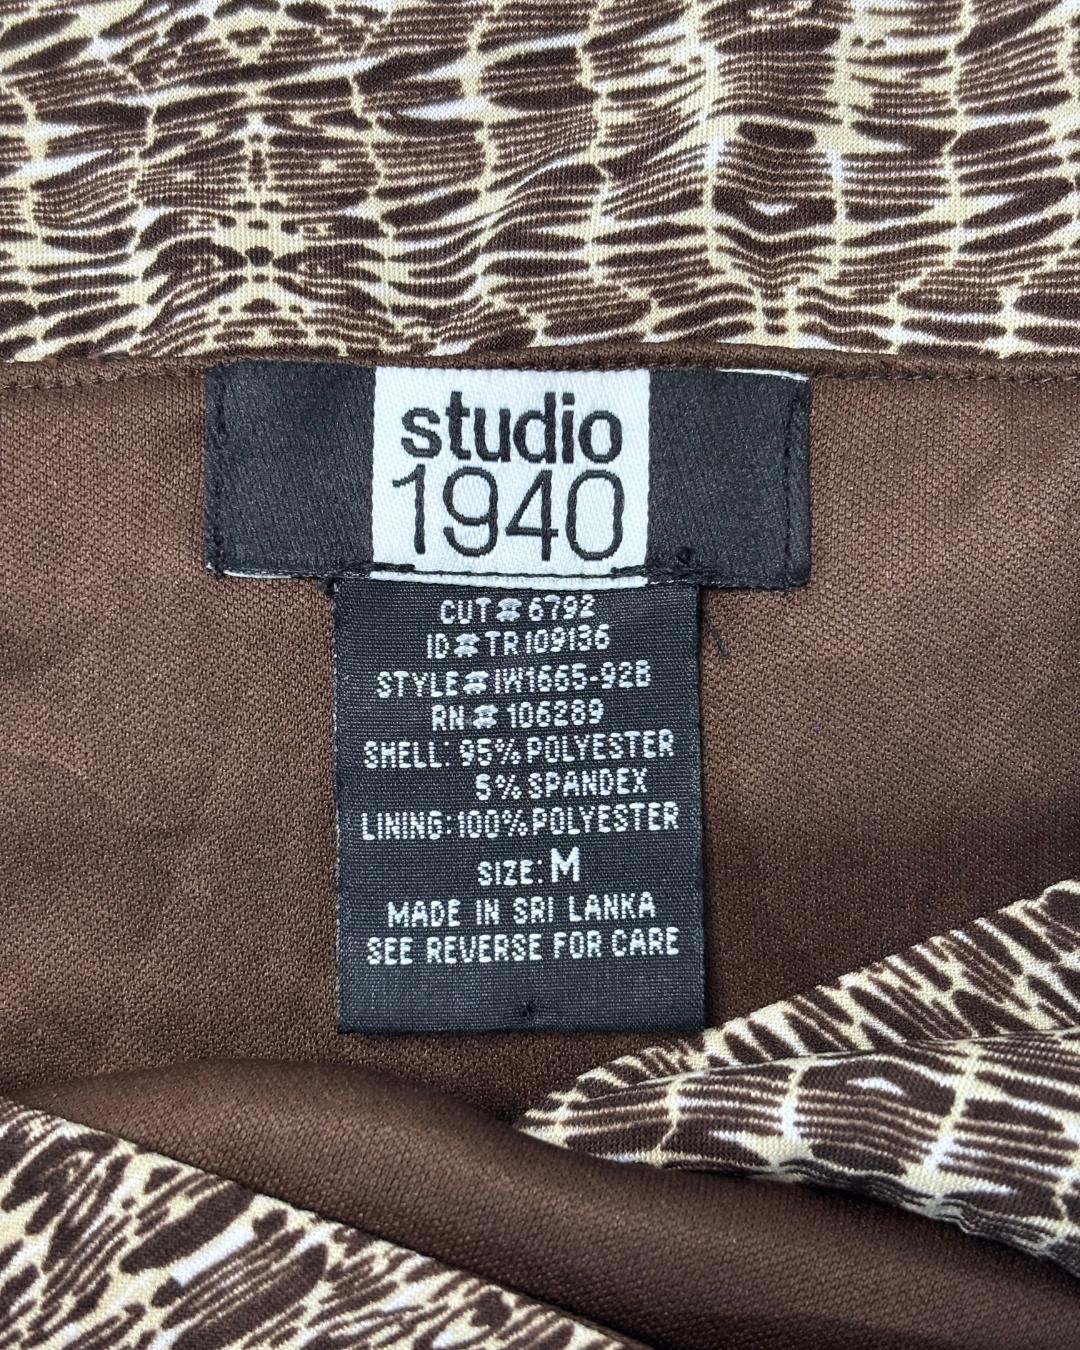 studio
1940
CUT# 6792
ID# TR109136
STYLE# IW1665-92B
RN# 106289
SHELL: 95% POLYESTER
5% SPANDEX
LINING: 100% POLYESTER
SIZE: M
MADE IN SRI LANKA
SEE REVERSE FOR CARE